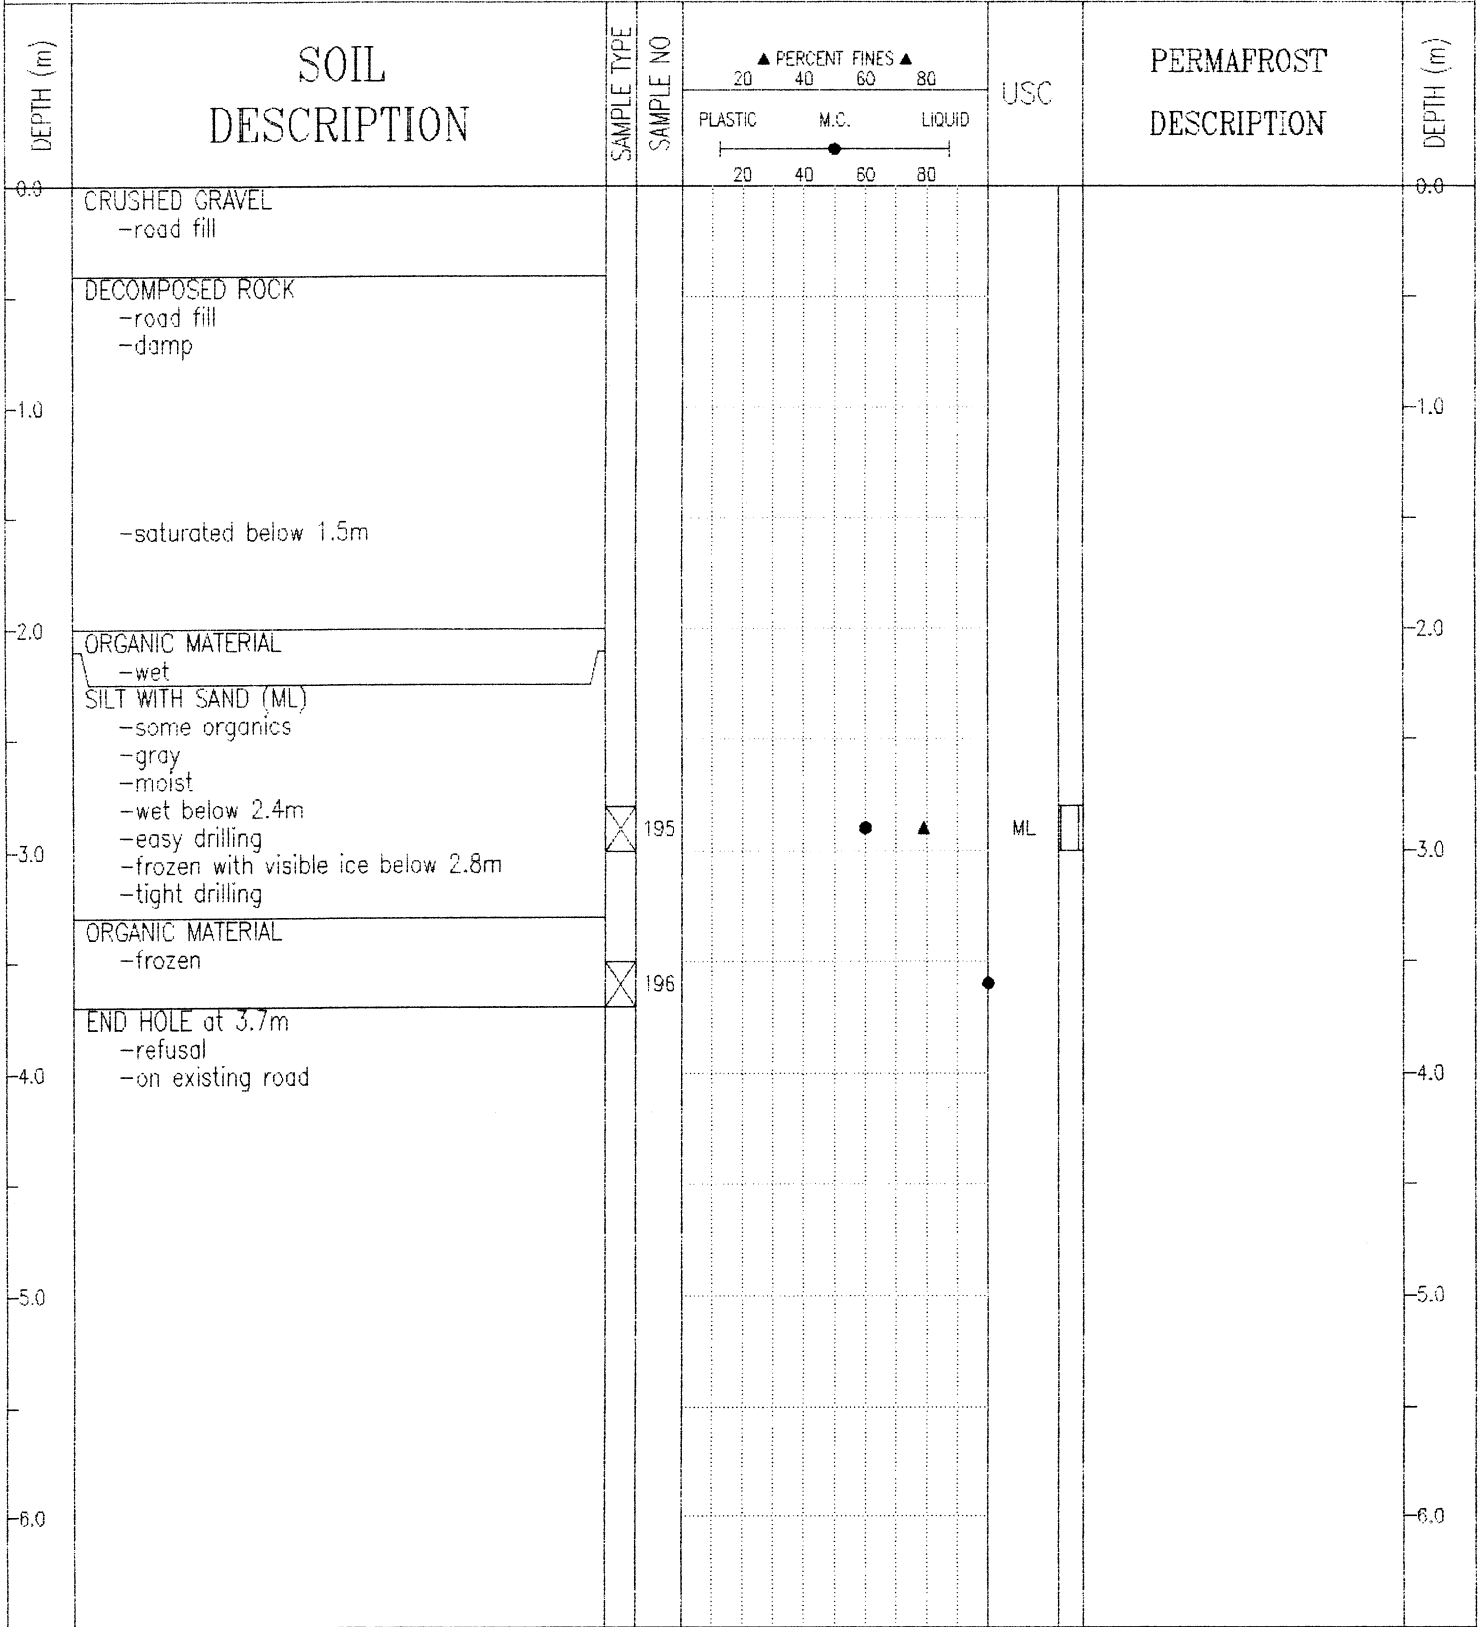 DEPTH (m)
SOIL
DESCRIPTION
SAMPLE TYPE
SAMPLE NO
▲ PERCENT FINES ▲
20 40 60 80
PLASTIC M.C. LIQUID
20 40 60 80
USC
PERMAFROST
DESCRIPTION
DEPTH (m)
0.0
CRUSHED GRAVEL
-road fill
0.0
DECOMPOSED ROCK
-road fill
-damp
-1.0
-1.0
-saturated below 1.5m
-2.0
-2.0
ORGANIC MATERIAL
-wet
SILT WITH SAND (ML)
-some organics
-gray
-moist
-wet below 2.4m
195
ML
-easy drilling
-3.0
-3.0
-frozen with visible ice below 2.8m
-tight drilling
ORGANIC MATERIAL
-frozen
196
END HOLE at 3.7m
-refusal
-4.0
-on existing road
-4.0
-5.0
-5.0
-6.0
-6.0